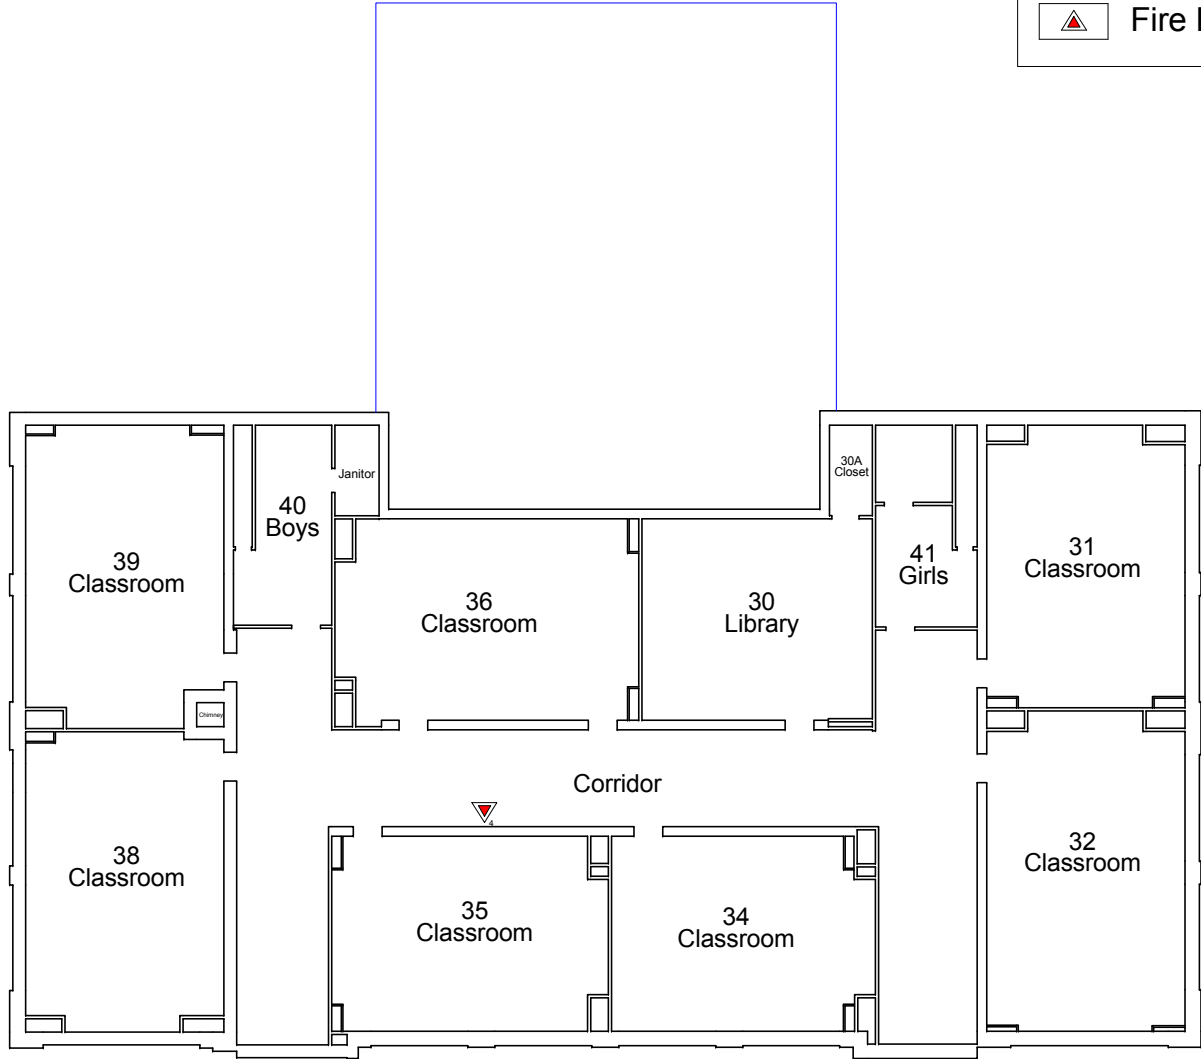 Fire
30A
Closet
Janitor
40
Boys
39
Classroom
31
Classroom
41
Girls
36
Classroom
30
Library
Chimney
Corridor
4
38
Classroom
32
Classroom
35
Classroom
34
Classroom